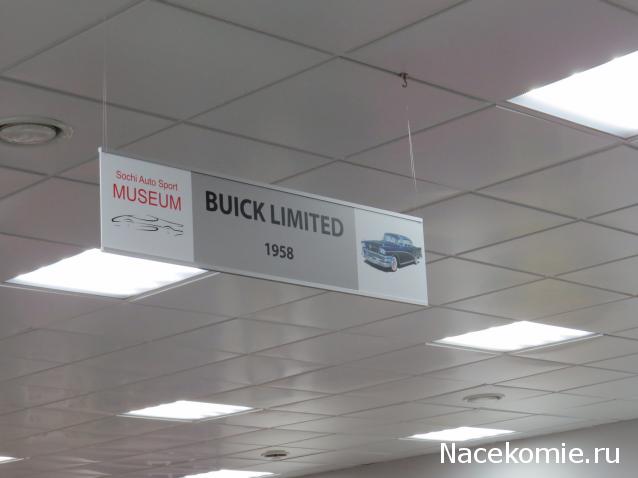 Sochi Auto Sport
MUSEUM
BUICK LIMITED
1958
Nacekomie.ru